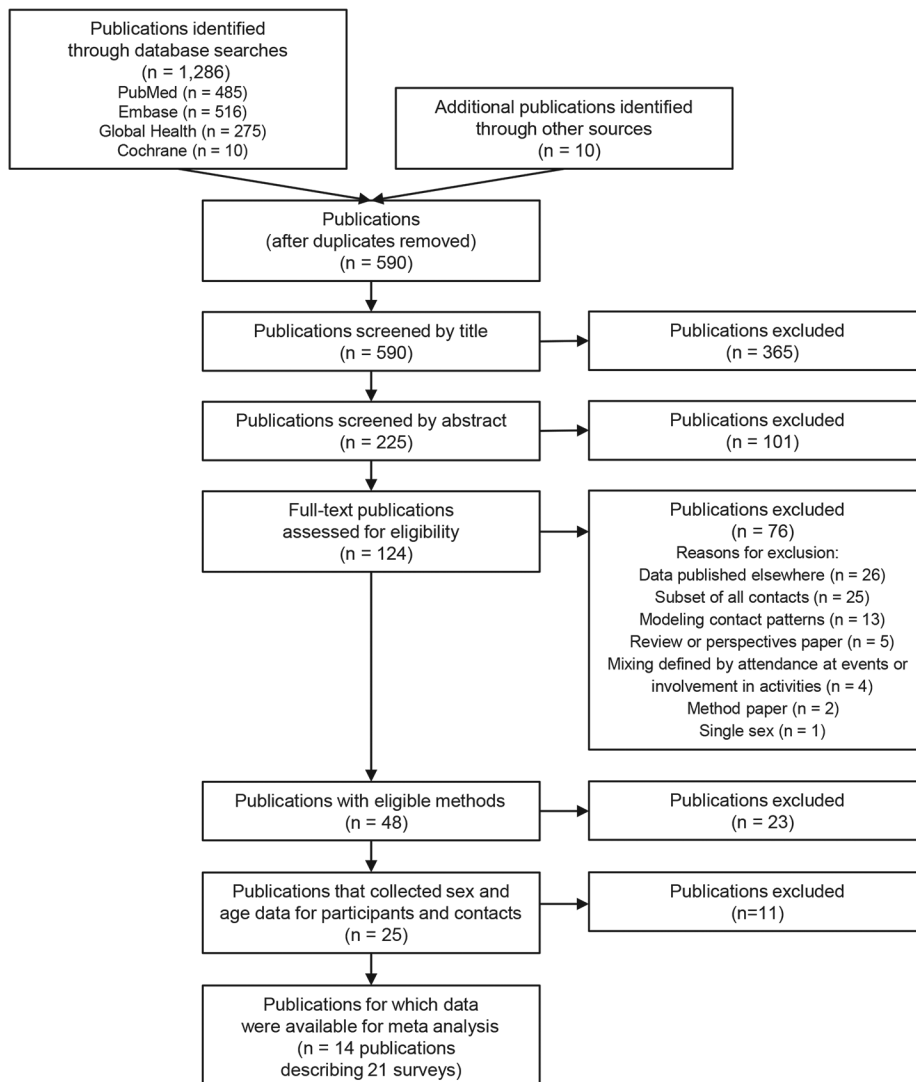 Publications identified
through database searches
(n = 1,286)
PubMed (n = 485)
Embase (n = 516)
Global Health (n = 275)
Cochrane (n = 10)
Additional publications identified
through other sources
(n = 10)
Publications
(after duplicates removed)
(n = 590)
Publications screened by title
(n = 590)
Publications excluded
(n = 365)
Publications screened by abstract
(n = 225)
Publications excluded
(n = 101)
Full-text publications
assessed for eligibility
(n = 124)
Publications excluded
(n = 76)
Reasons for exclusion:
Data published elsewhere (n = 26)
Subset of all contacts (n = 25)
Modeling contact patterns (n = 13)
Review or perspectives paper (n = 5)
Mixing defined by attendance at events or
involvement in activities (n = 4)
Method paper (n = 2)
Single sex (n = 1)
Publications with eligible methods
(n = 48)
Publications excluded
(n = 23)
Publications that collected sex and
age data for participants and contacts
(n = 25)
Publications excluded
(n=11)
Publications for which data
were available for meta analysis
(n = 14 publications
describing 21 surveys)